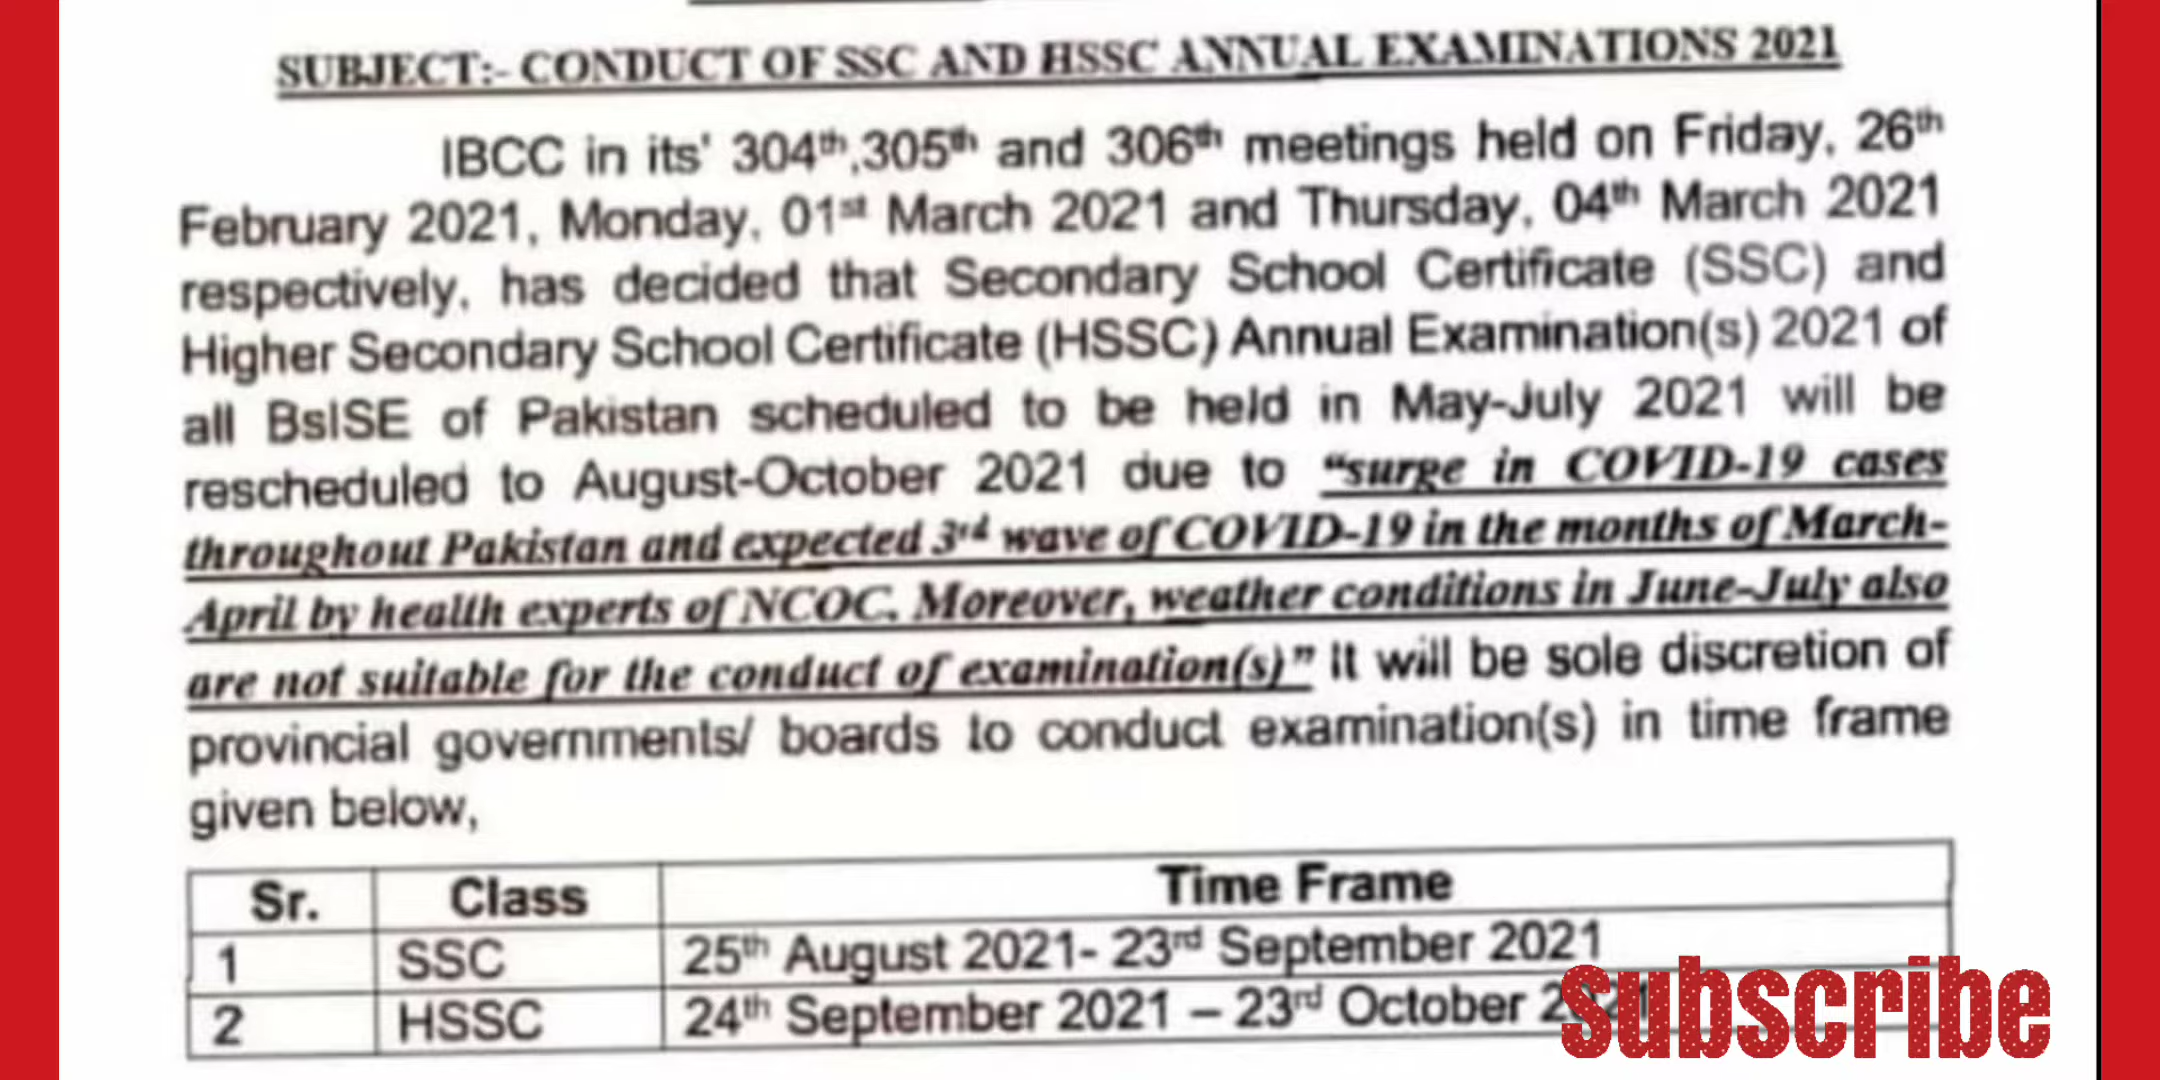 SUBJECT:- CONDUCT OF SSC AND HSSC ANNUAL EXAMINATIONS 2021
IBCC in its' 304th,305th and 306th meetings held on Friday, 26th
February 2021, Monday, 01st March 2021 and Thursday, 04th March 2021
respectively, has decided that Secondary School Certificate (SSC) and
Higher Secondary School Certificate (HSSC) Annual Examination(s) 2021 of
all BsISE of Pakistan scheduled to be held in May-July 2021 will be
rescheduled to August-October 2021 due to “surge in COVID-19 cases
throughout Pakistan and expected 3rd wave of COVID-19 in the months of March-
April by health experts of NCOC. Moreover, weather conditions in June-July also
are not suitable for the conduct of examination(s)” It will be sole discretion of
provincial governments/ boards to conduct examination(s) in time frame
given below,
Sr. Class Time Frame
1 SSC 25th August 2021- 23rd September 2021
2 HSSC 24th September 2021 – 23rd October 2021
Subscribe